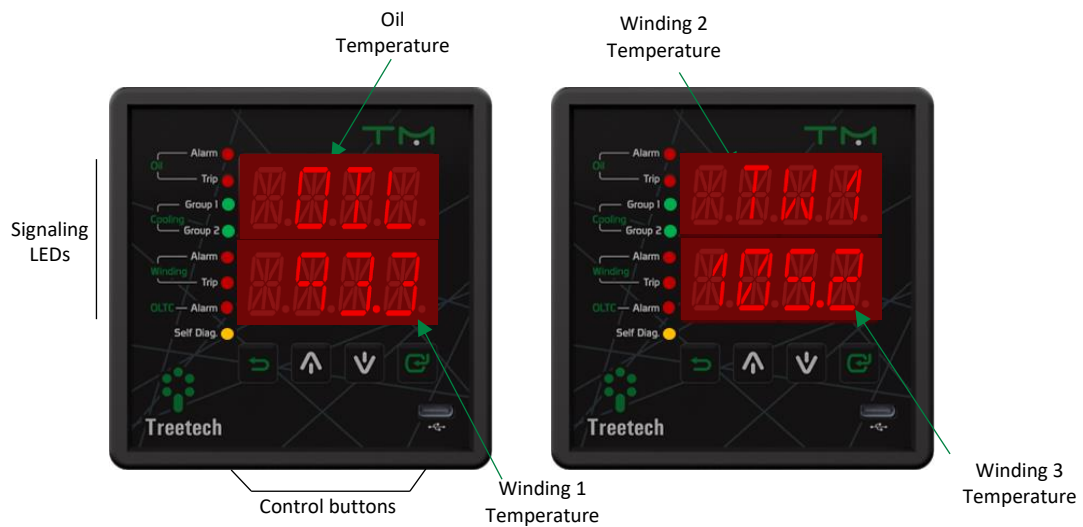 Oil
Temperature
Winding 2
Temperature
Signaling
LEDs
TM
Oil
Alarm
Trip
Cooling
Group 1
Group 2
Winding
Alarm
Trip
OLTC
Alarm
Self Diag.
OIL
93.3
Treetech
TM
Oil
Alarm
Trip
Cooling
Group 1
Group 2
Winding
Alarm
Trip
OLTC
Alarm
Self Diag.
TW1
105.2
Treetech
Control buttons
Winding 1
Temperature
Winding 3
Temperature